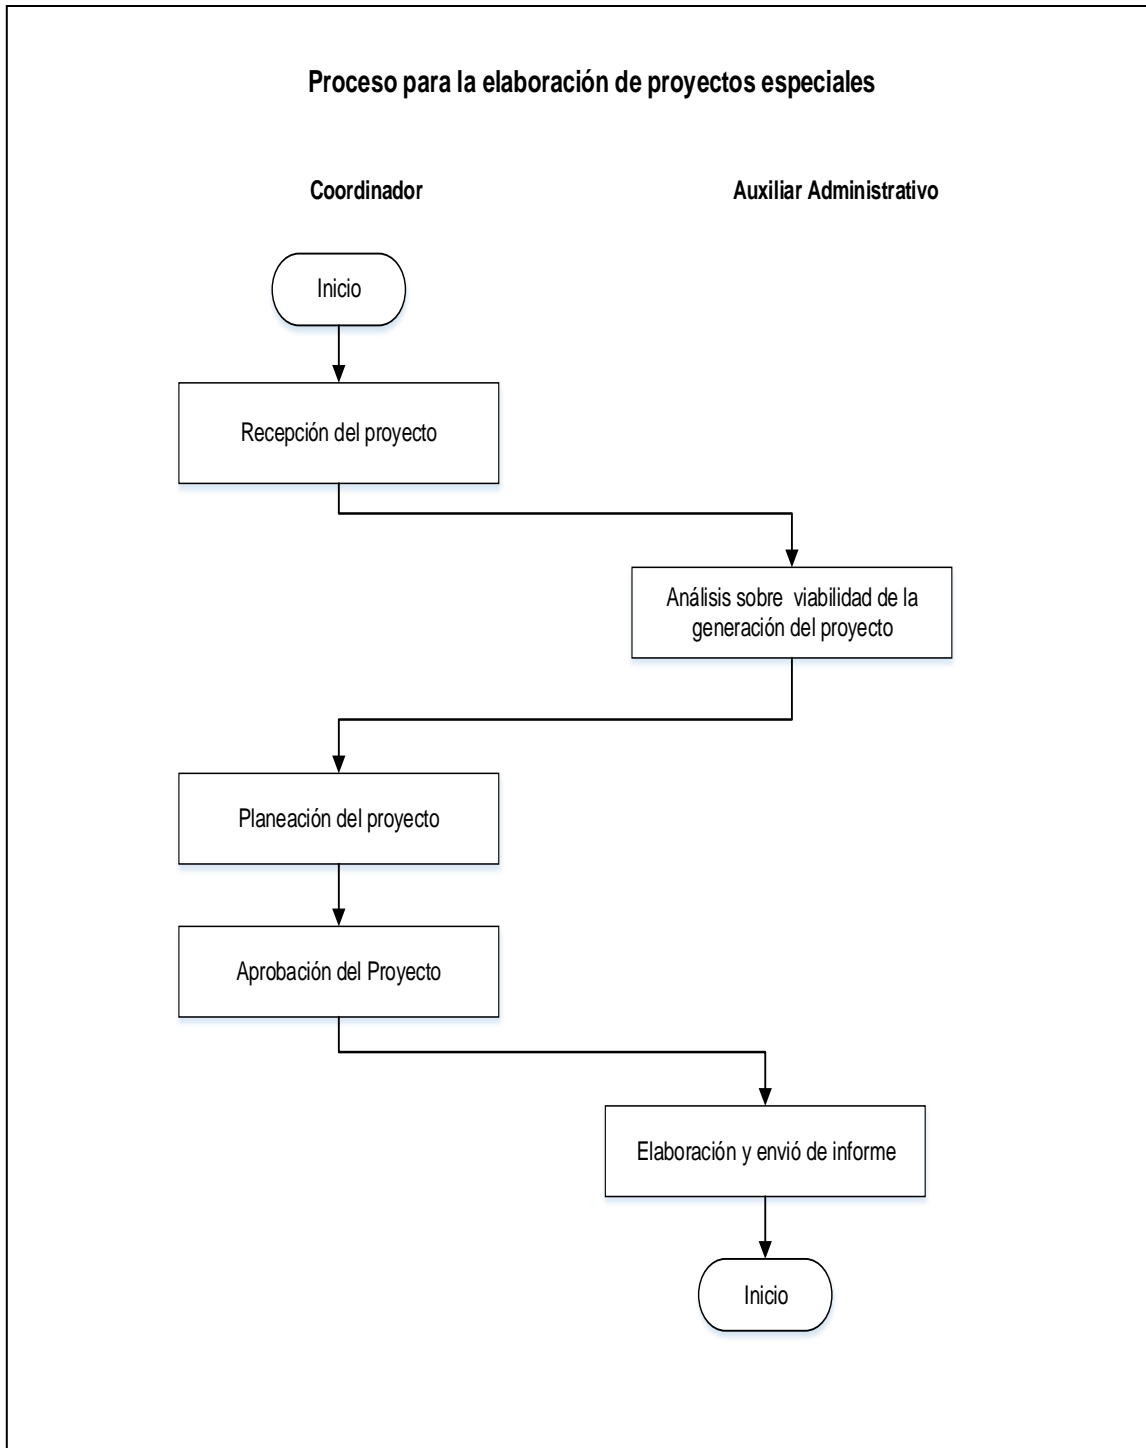 Proceso para la elaboración de proyectos especiales
Coordinador
Auxiliar Administrativo
Inicio
Recepción del proyecto
Análisis sobre  viabilidad de la
generación del proyecto
Planeación del proyecto
Aprobación del Proyecto
Elaboración y envió de informe
Inicio